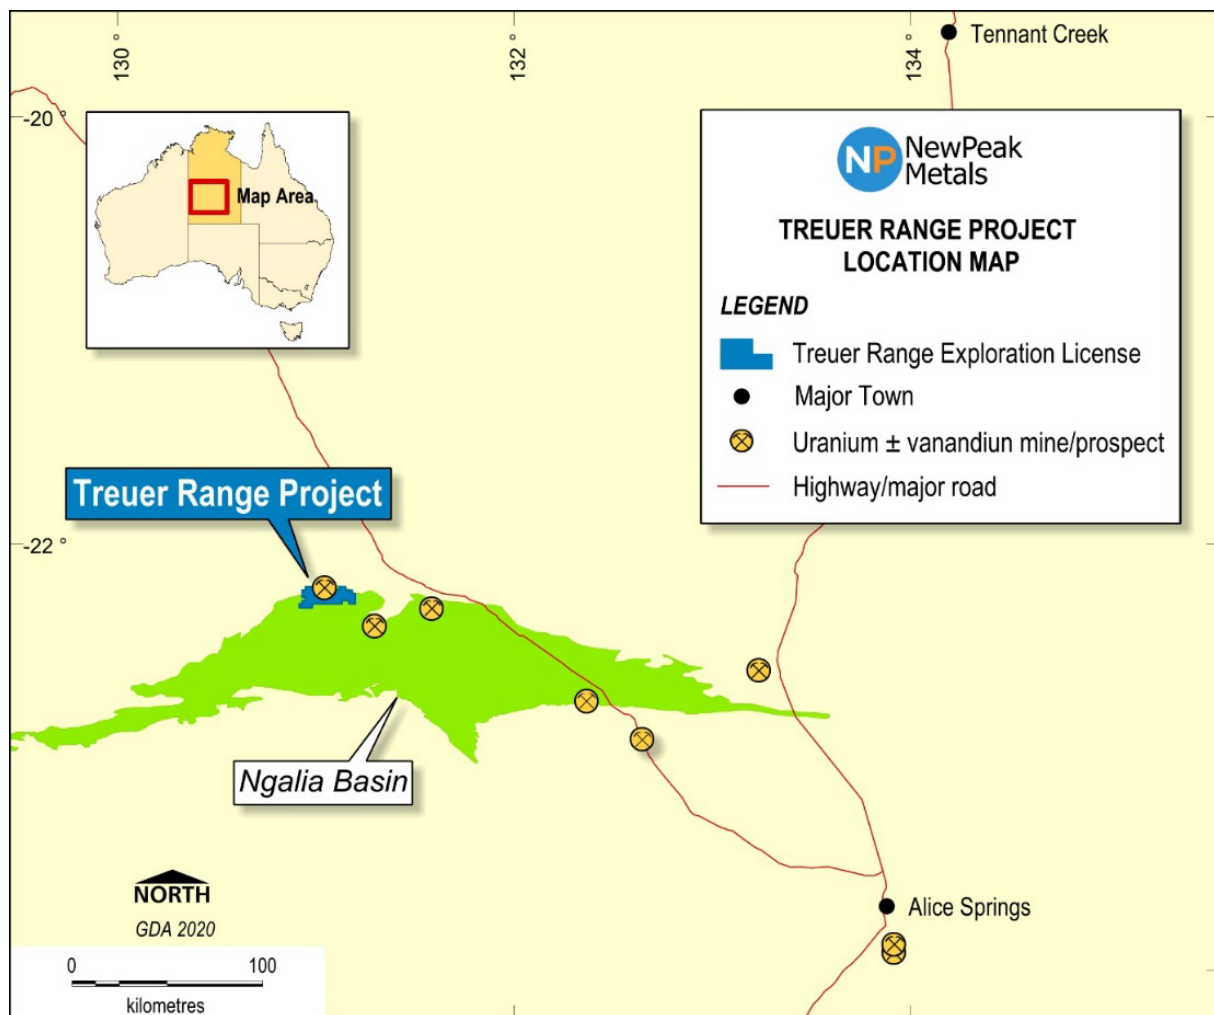 130 °
132 °
134 °
Tennant Creek
-20 °
Map Area
NP NewPeak
Metals
TREUER RANGE PROJECT
LOCATION MAP
LEGEND
Treuer Range Exploration License
Major Town
Uranium ± vanandiun mine/prospect
Highway/major road
Treuer Range Project
-22 °
Ngalia Basin
NORTH
GDA 2020
Alice Springs
0 100
kilometres